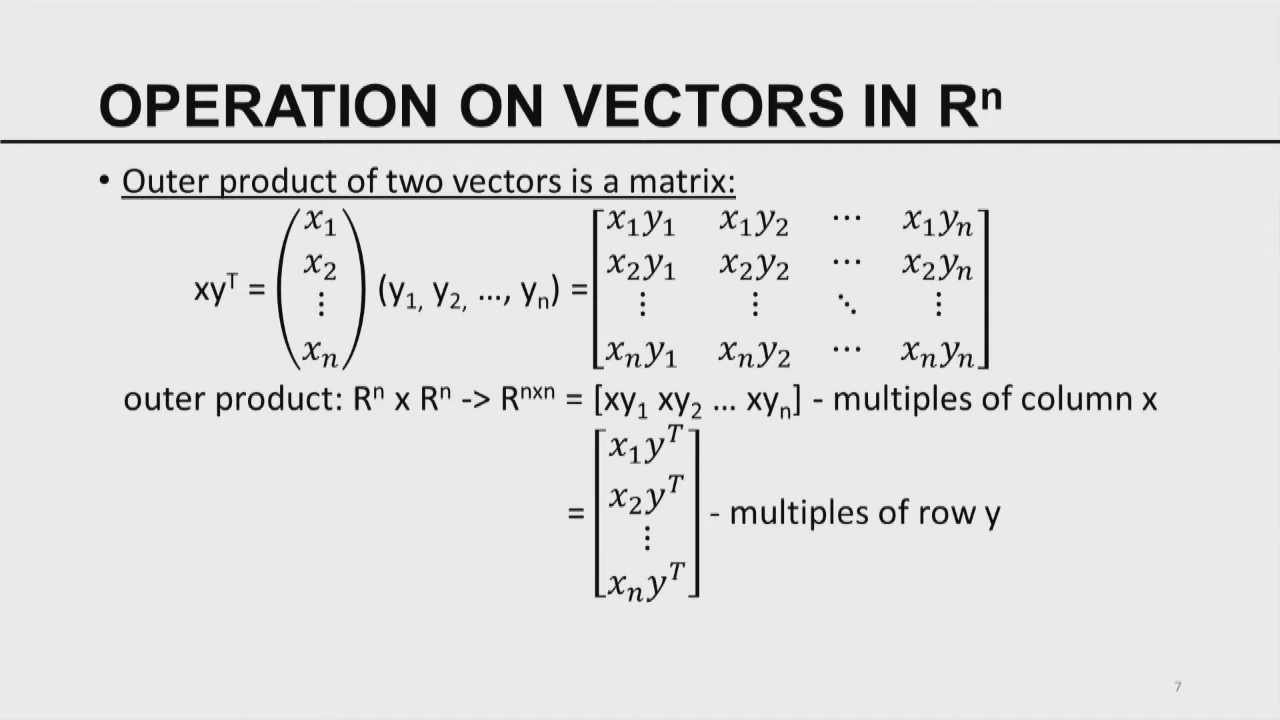 OPERATION ON VECTORS IN Rⁿ
• Outer product of two vectors is a matrix:
xyᵀ = (x₁ x₂ ⋮ xₙ) (y₁, y₂, ..., yₙ) = [x₁y₁ x₁y₂ ⋯ x₁yₙ
x₂y₁ x₂y₂ ⋯ x₂yₙ
⋮ ⋮ ⋱ ⋮
xₙy₁ xₙy₂ ⋯ xₙyₙ]
outer product: Rⁿ x Rⁿ -> Rⁿˣⁿ = [xy₁ xy₂ ... xyₙ] - multiples of column x
= [x₁yᵀ
x₂yᵀ
⋮
xₙyᵀ] - multiples of row y
7